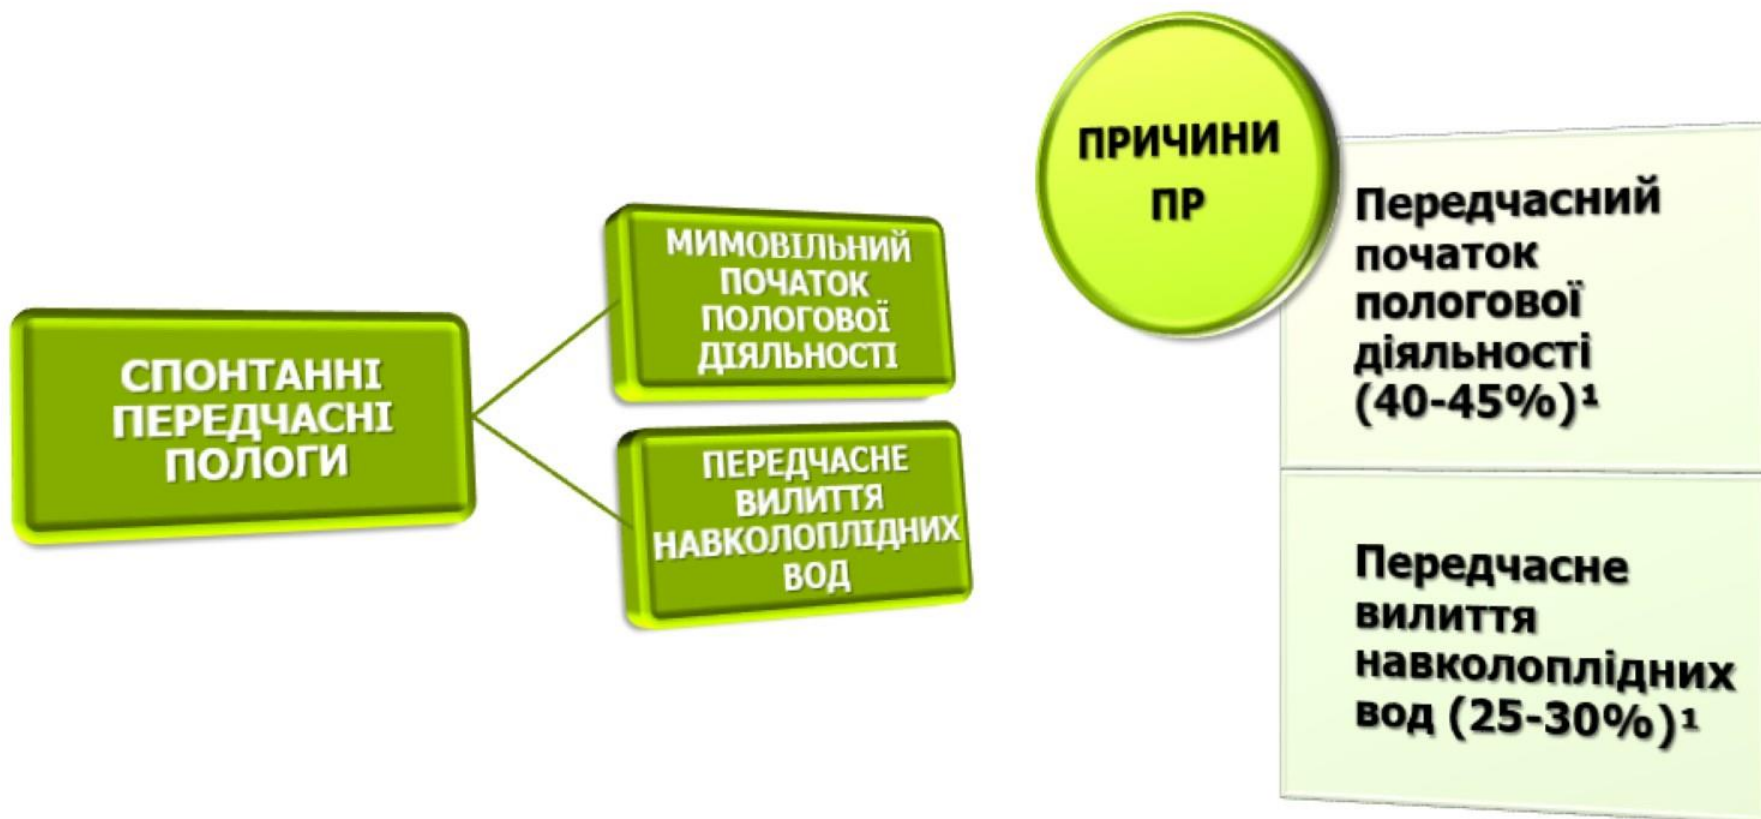 СПОНТАННІ
ПЕРЕДЧАСНІ
ПОЛОГИ
МИМОВІЛЬНИЙ
ПОЧАТОК
ПОЛОГОВОЇ
ДІЯЛЬНОСТІ
ПЕРЕДЧАСНЕ
ВИЛИТТЯ
НАВКОЛОПЛІДНИХ
ВОД
ПРИЧИНИ
ПР
Передчасний
початок
пологової
діяльності
(40-45%)¹
Передчасне
вилиття
навколоплідних
вод (25-30%)¹